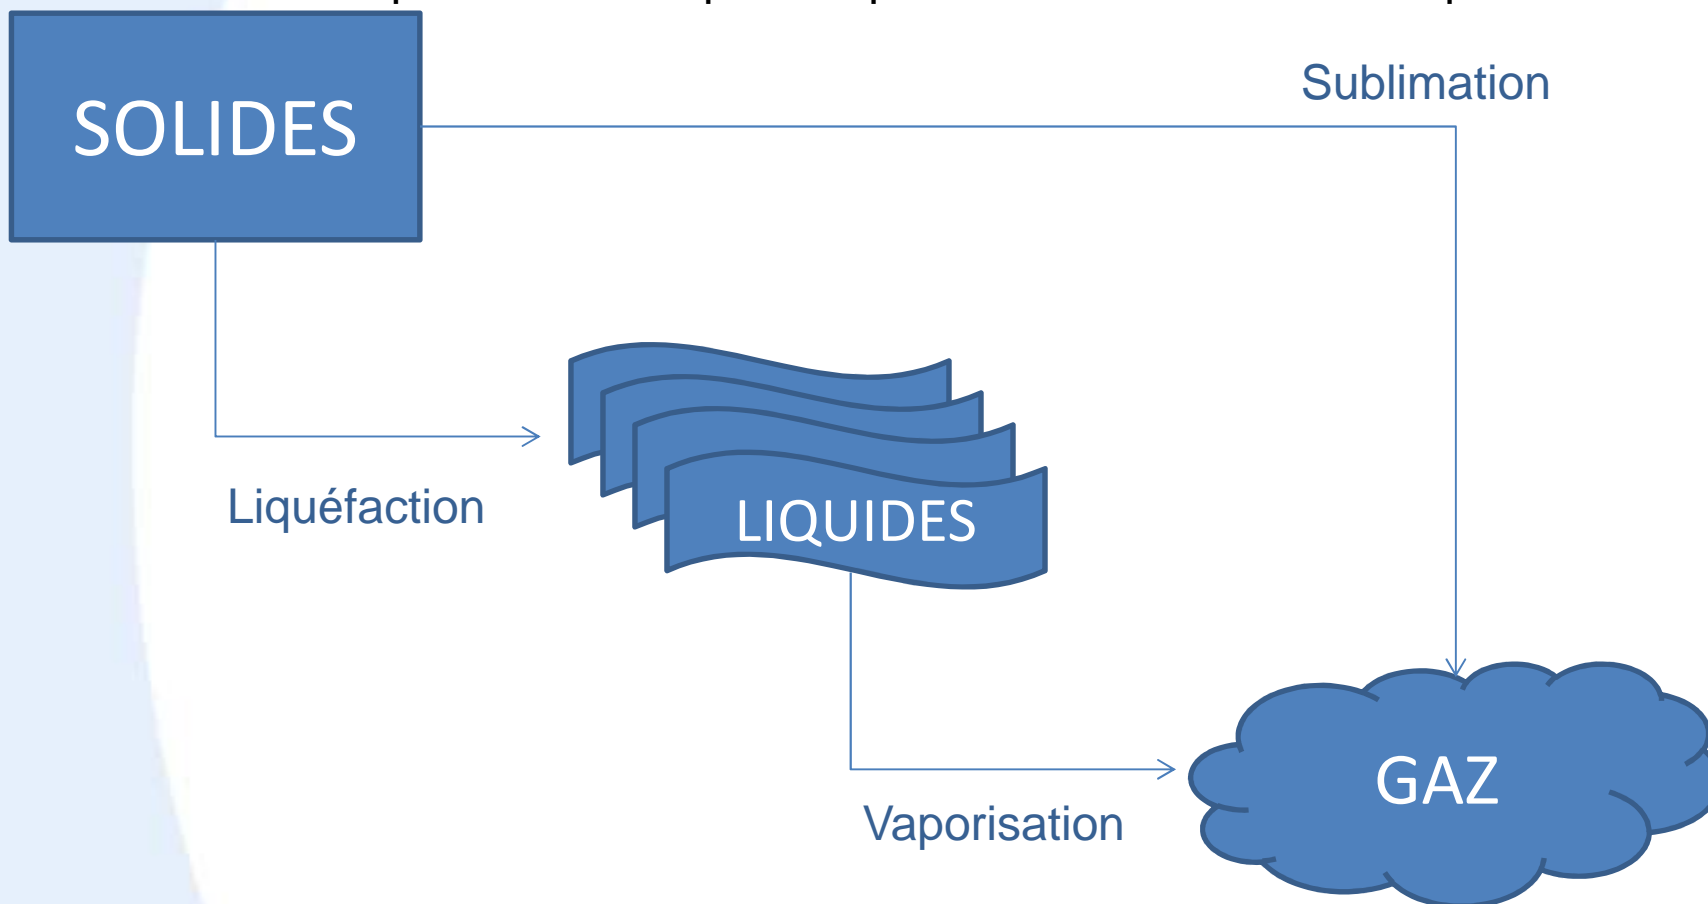 SOLIDES
Sublimation
Liquéfaction
LIQUIDES
GAZ
Vaporisation